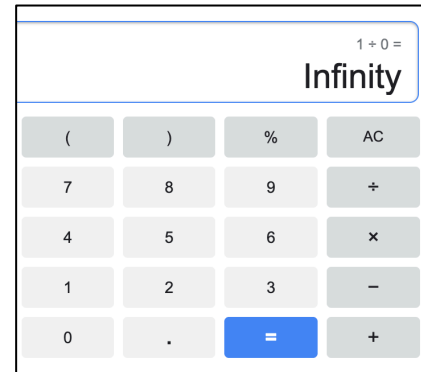 1 ÷ 0 =
Infinity
( ) % AC
7 8 9 ÷
4 5 6 ×
1 2 3 −
0 . = +